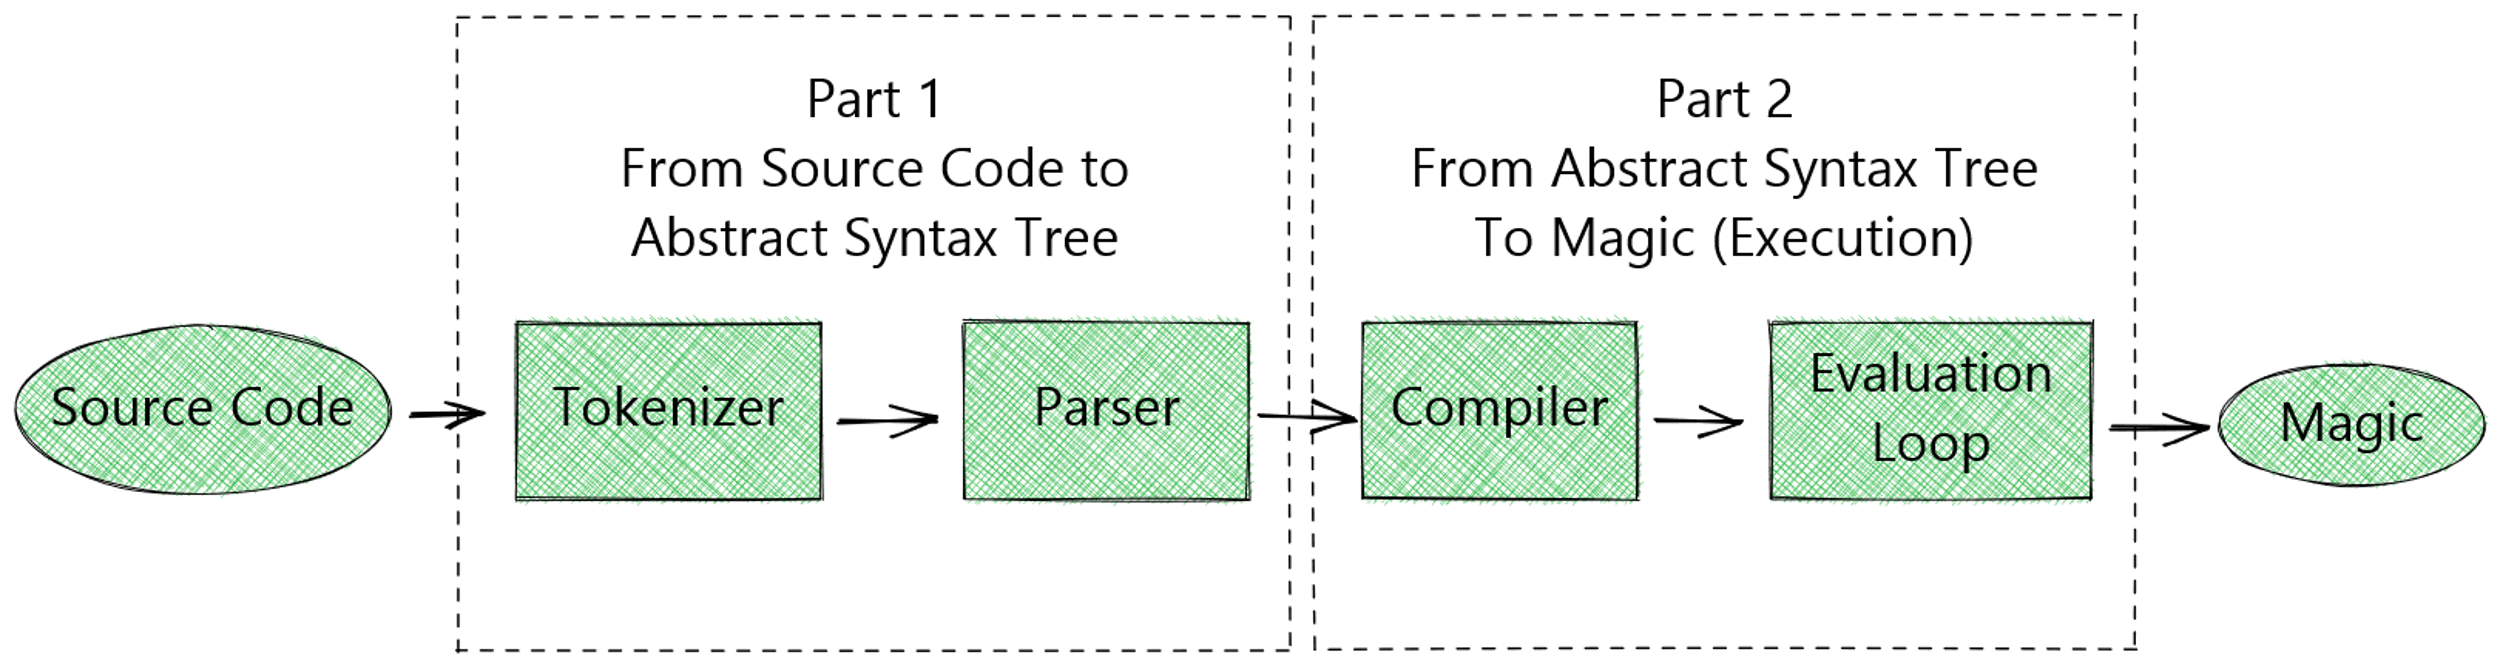 Part 1
From Source Code to
Abstract Syntax Tree
Part 2
From Abstract Syntax Tree
To Magic (Execution)
Source Code
Tokenizer
Parser
Compiler
Evaluation
Loop
Magic